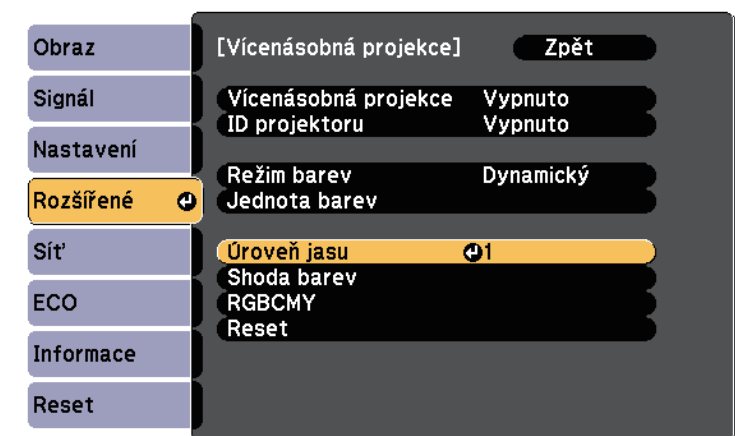 Obraz
Signál
Nastavení
Rozšířené
Síť
ECO
Informace
Reset
[Vícenásobná projekce] Zpět
Vícenásobná projekce Vypnuto
ID projektoru Vypnuto
Režim barev Dynamický
Jednota barev
Úroveň jasu 1
Shoda barev
RGBCMY
Reset